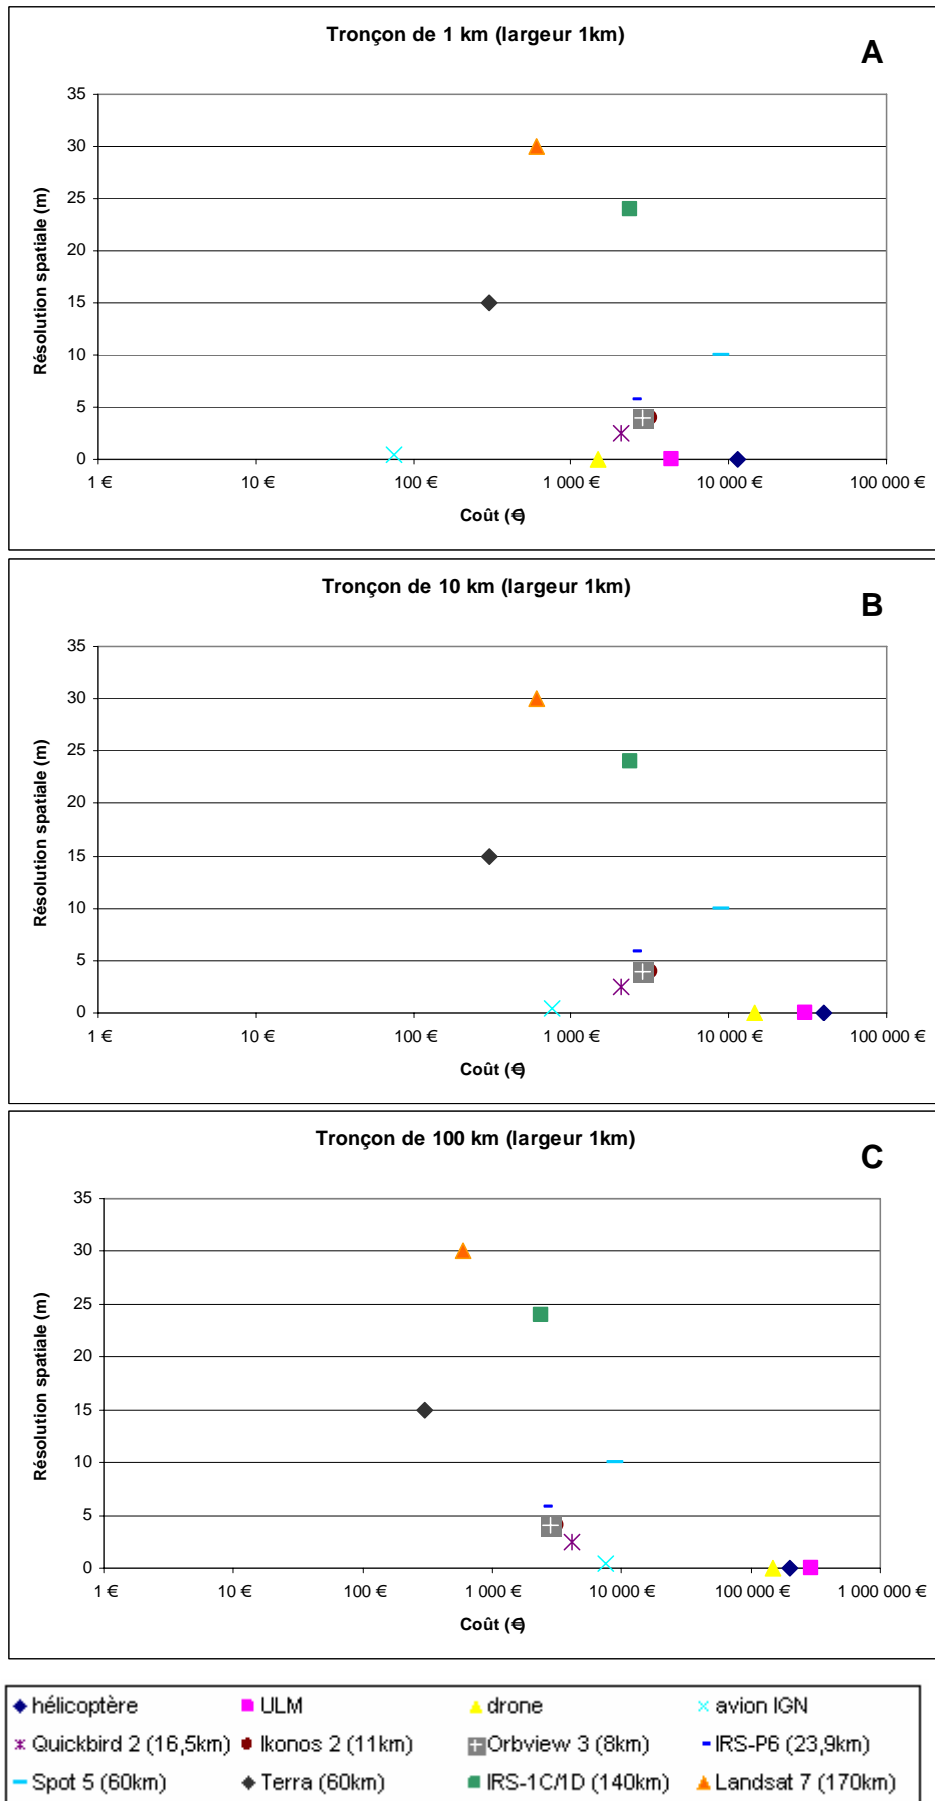 Tronçon de 1 km (largeur 1km)
A
Résolution spatiale (m)
35
30
25
20
15
10
5
0
1 € 10 € 100 € 1 000 € 10 000 € 100 000 €
Coût (€)
Tronçon de 10 km (largeur 1km)
B
Résolution spatiale (m)
35
30
25
20
15
10
5
0
1 € 10 € 100 € 1 000 € 10 000 € 100 000 €
Coût (€)
Tronçon de 100 km (largeur 1km)
C
Résolution spatiale (m)
35
30
25
20
15
10
5
0
1 € 10 € 100 € 1 000 € 10 000 € 100 000 € 1 000 000 €
Coût (€)
hélicoptère ULM drone avion IGN
Quickbird 2 (16,5km) Ikonos 2 (11km) Orbview 3 (8km) IRS-P6 (23,9km)
Spot 5 (60km) Terra (60km) IRS-1C/1D (140km) Landsat 7 (170km)